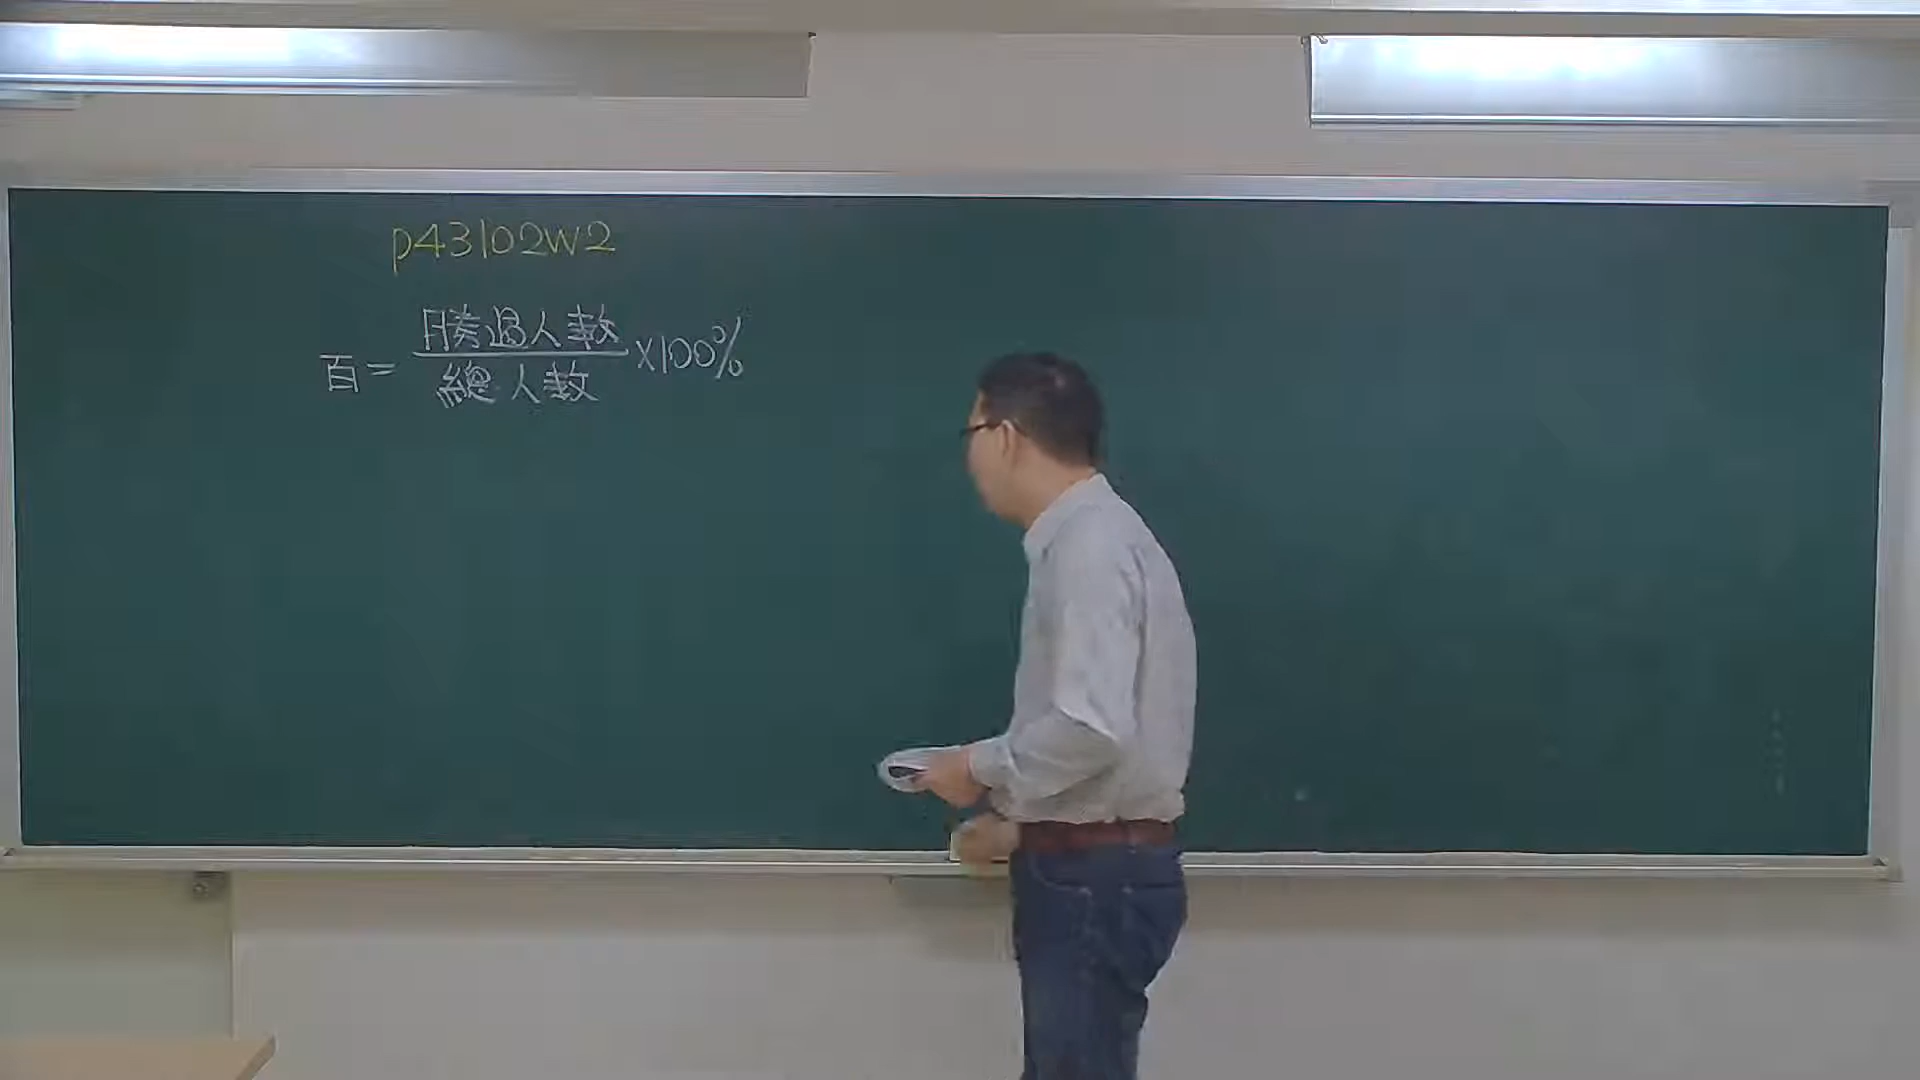 p43102w2
百 = 勝過人數 / 總人數 ×100%